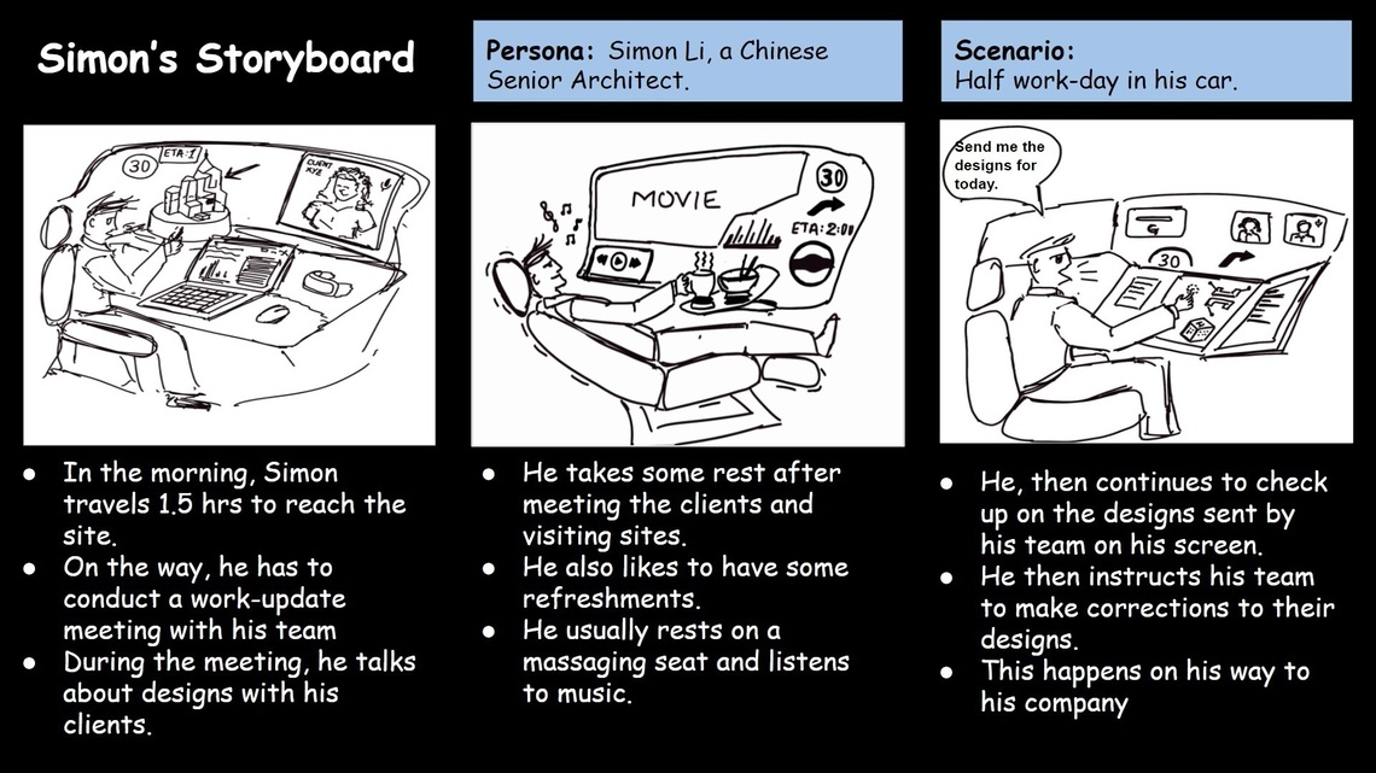 Simon's Storyboard
Persona: Simon Li, a Chinese
Senior Architect.
Scenario:
Half work-day in his car.
30
ETA:1
CLIENT
XYZ
● In the morning, Simon
travels 1.5 hrs to reach the
site.
● On the way, he has to
conduct a work-update
meeting with his team
● During the meeting, he talks
about designs with his
clients.
MOVIE
30
ETA:2:00
● He takes some rest after
meeting the clients and
visiting sites.
● He also likes to have some
refreshments.
● He usually rests on a
massaging seat and listens
to music.
Send me the
designs for
today.
G
30
● He, then continues to check
up on the designs sent by
his team on his screen.
● He then instructs his team
to make corrections to their
designs.
● This happens on his way to
his company